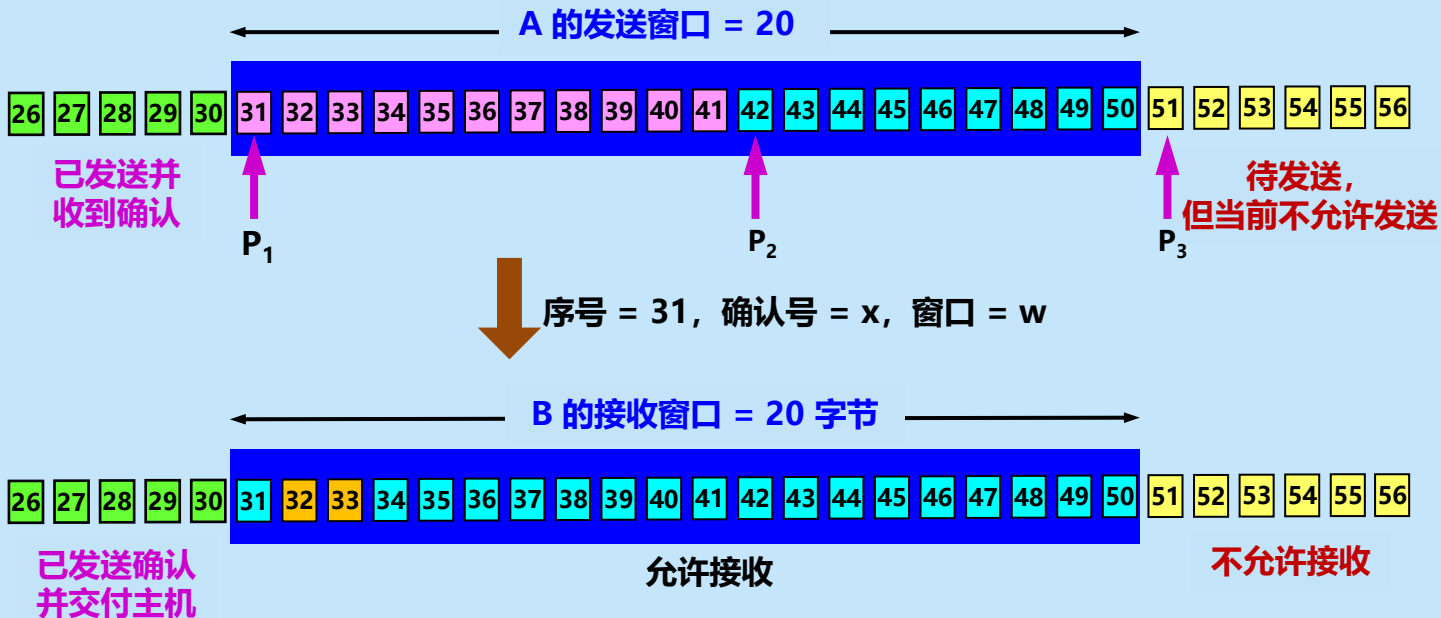 A 的发送窗口 = 20
26 27 28 29 30 31 32 33 34 35 36 37 38 39 40 41 42 43 44 45 46 47 48 49 50 51 52 53 54 55 56
已发送并
收到确认
P1
P2
P3
待发送，
但当前不允许发送
序号 = 31，确认号 = x，窗口 = w
B 的接收窗口 = 20 字节
26 27 28 29 30 31 32 33 34 35 36 37 38 39 40 41 42 43 44 45 46 47 48 49 50 51 52 53 54 55 56
已发送确认
并交付主机
允许接收
不允许接收